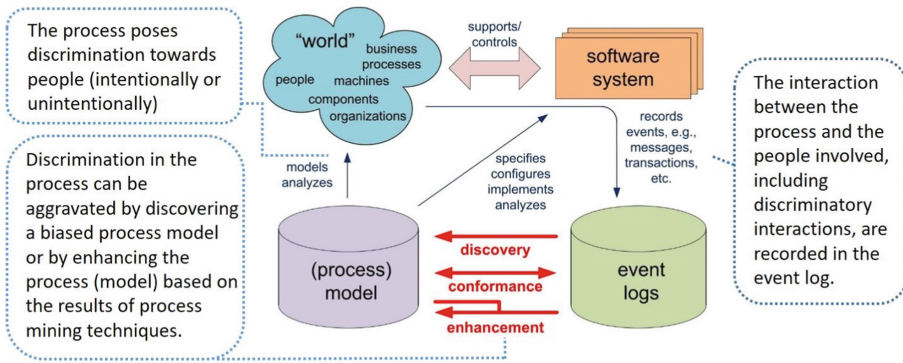 The process poses
discrimination towards
people (intentionally or
unintentionally)
Discrimination in the
process can be
aggravated by discovering
a biased process model
or by enhancing the
process (model) based on
the results of process
mining techniques.
“world”
business
processes
people
machines
components
organizations
supports/
controls
software
system
records
events, e.g.,
messages,
transactions,
etc.
specifies
configures
implements
analyzes
models
analyzes
(process)
model
discovery
conformance
enhancement
event
logs
The interaction
between the
process and the
people involved,
including
discriminatory
interactions, are
recorded in the
event log.